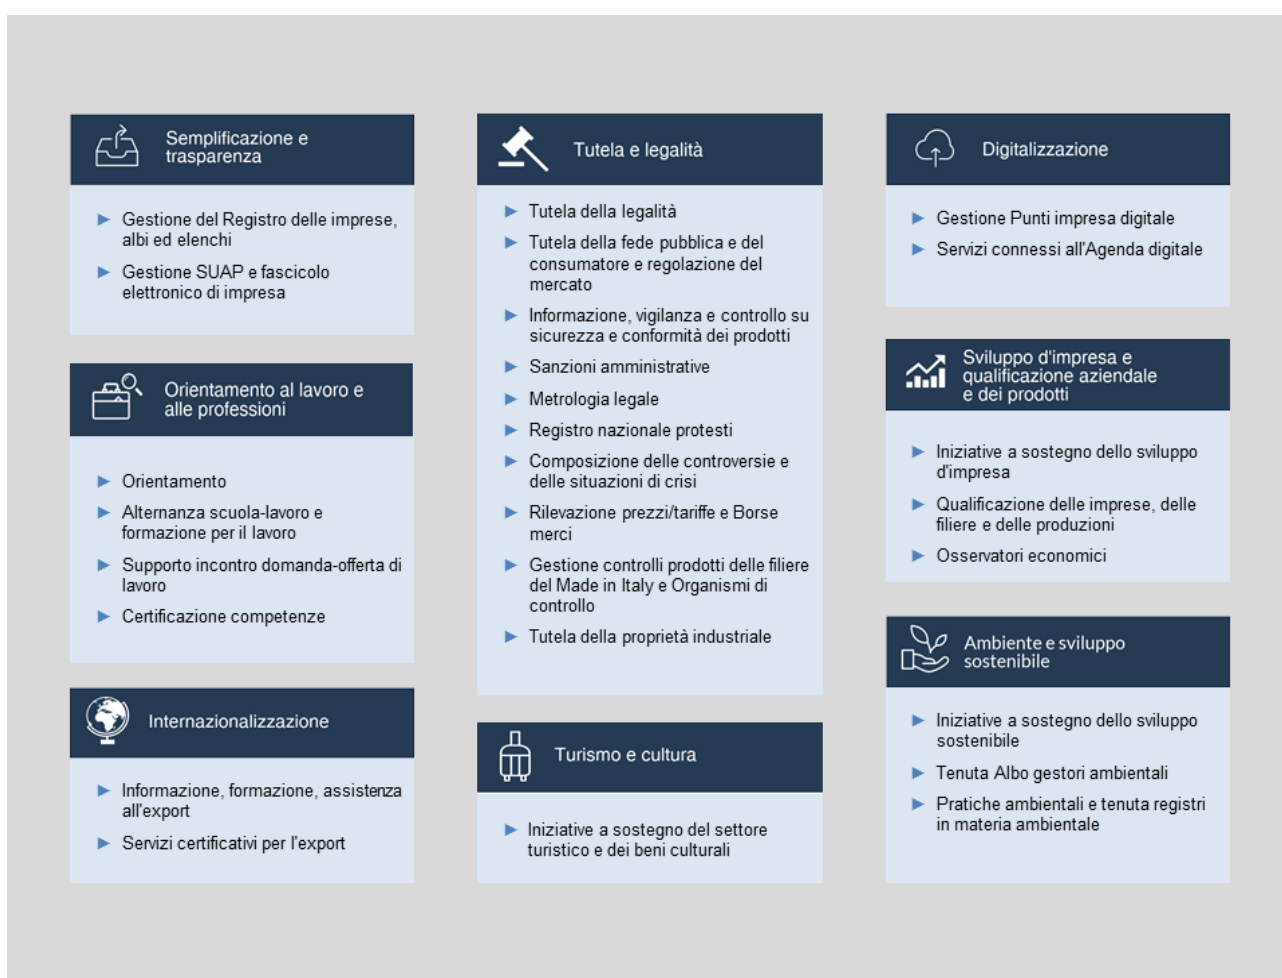 Semplificazione e
trasparenza
Gestione del Registro delle imprese,
albi ed elenchi
Gestione SUAP e fascicolo
elettronico di impresa
Orientamento al lavoro e
alle professioni
Orientamento
Alternanza scuola-lavoro e
formazione per il lavoro
Supporto incontro domanda-offerta di
lavoro
Certificazione competenze
Internazionalizzazione
Informazione, formazione, assistenza
all'export
Servizi certificativi per l'export
Tutela e legalità
Tutela della legalità
Tutela della fede pubblica e del
consumatore e regolazione del
mercato
Informazione, vigilanza e controllo su
sicurezza e conformità dei prodotti
Sanzioni amministrative
Metrologia legale
Registro nazionale protesti
Composizione delle controversie e
delle situazioni di crisi
Rilevazione prezzi/tariffe e Borse
merci
Gestione controlli prodotti delle filiere
del Made in Italy e Organismi di
controllo
Tutela della proprietà industriale
Turismo e cultura
Iniziative a sostegno del settore
turistico e dei beni culturali
Digitalizzazione
Gestione Punti impresa digitale
Servizi connessi all'Agenda digitale
Sviluppo d'impresa e
qualificazione aziendale
e dei prodotti
Iniziative a sostegno dello sviluppo
d'impresa
Qualificazione delle imprese, delle
filiere e delle produzioni
Osservatori economici
Ambiente e sviluppo
sostenibile
Iniziative a sostegno dello sviluppo
sostenibile
Tenuta Albo gestori ambientali
Pratiche ambientali e tenuta registri
in materia ambientale